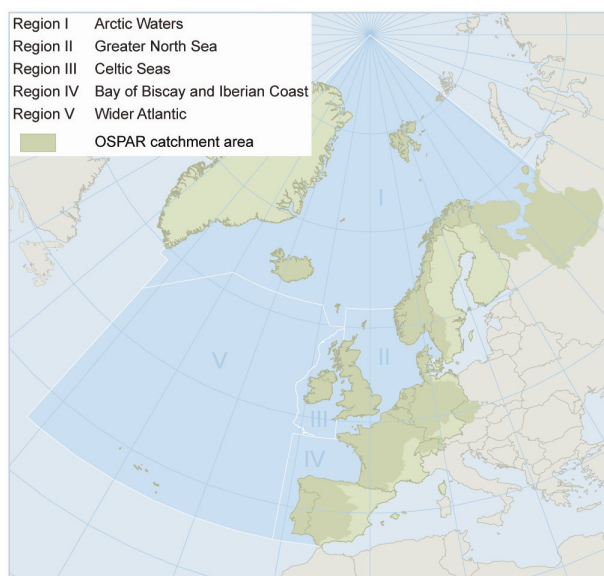 Region I Arctic Waters
Region II Greater North Sea
Region III Celtic Seas
Region IV Bay of Biscay and Iberian Coast
Region V Wider Atlantic
OSPAR catchment area
I
II
V
III
IV